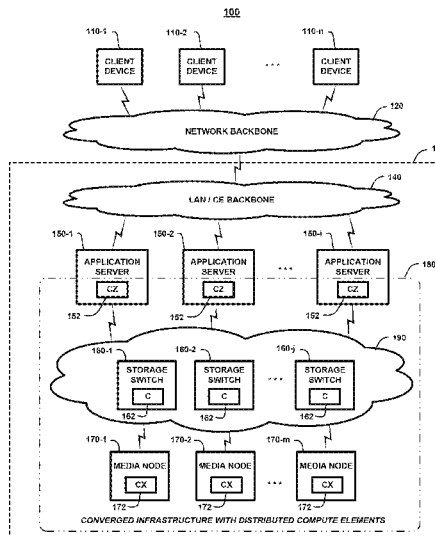 100
110-1
110-2
110-n
CLIENT DEVICE
CLIENT DEVICE
...
CLIENT DEVICE
120
NETWORK BACKBONE
140
LAN / CE BACKBONE
150-1
150-2
150-i
180
APPLICATION SERVER
APPLICATION SERVER
...
APPLICATION SERVER
CZ
CZ
CZ
152
152
152
190
160-1
160-2
160-j
STORAGE SWITCH
STORAGE SWITCH
...
STORAGE SWITCH
C
C
C
162
162
162
170-1
170-2
170-m
MEDIA NODE
MEDIA NODE
...
MEDIA NODE
CX
CX
CX
172
172
172
CONVERGED INFRASTRUCTURE WITH DISTRIBUTED COMPUTE ELEMENTS